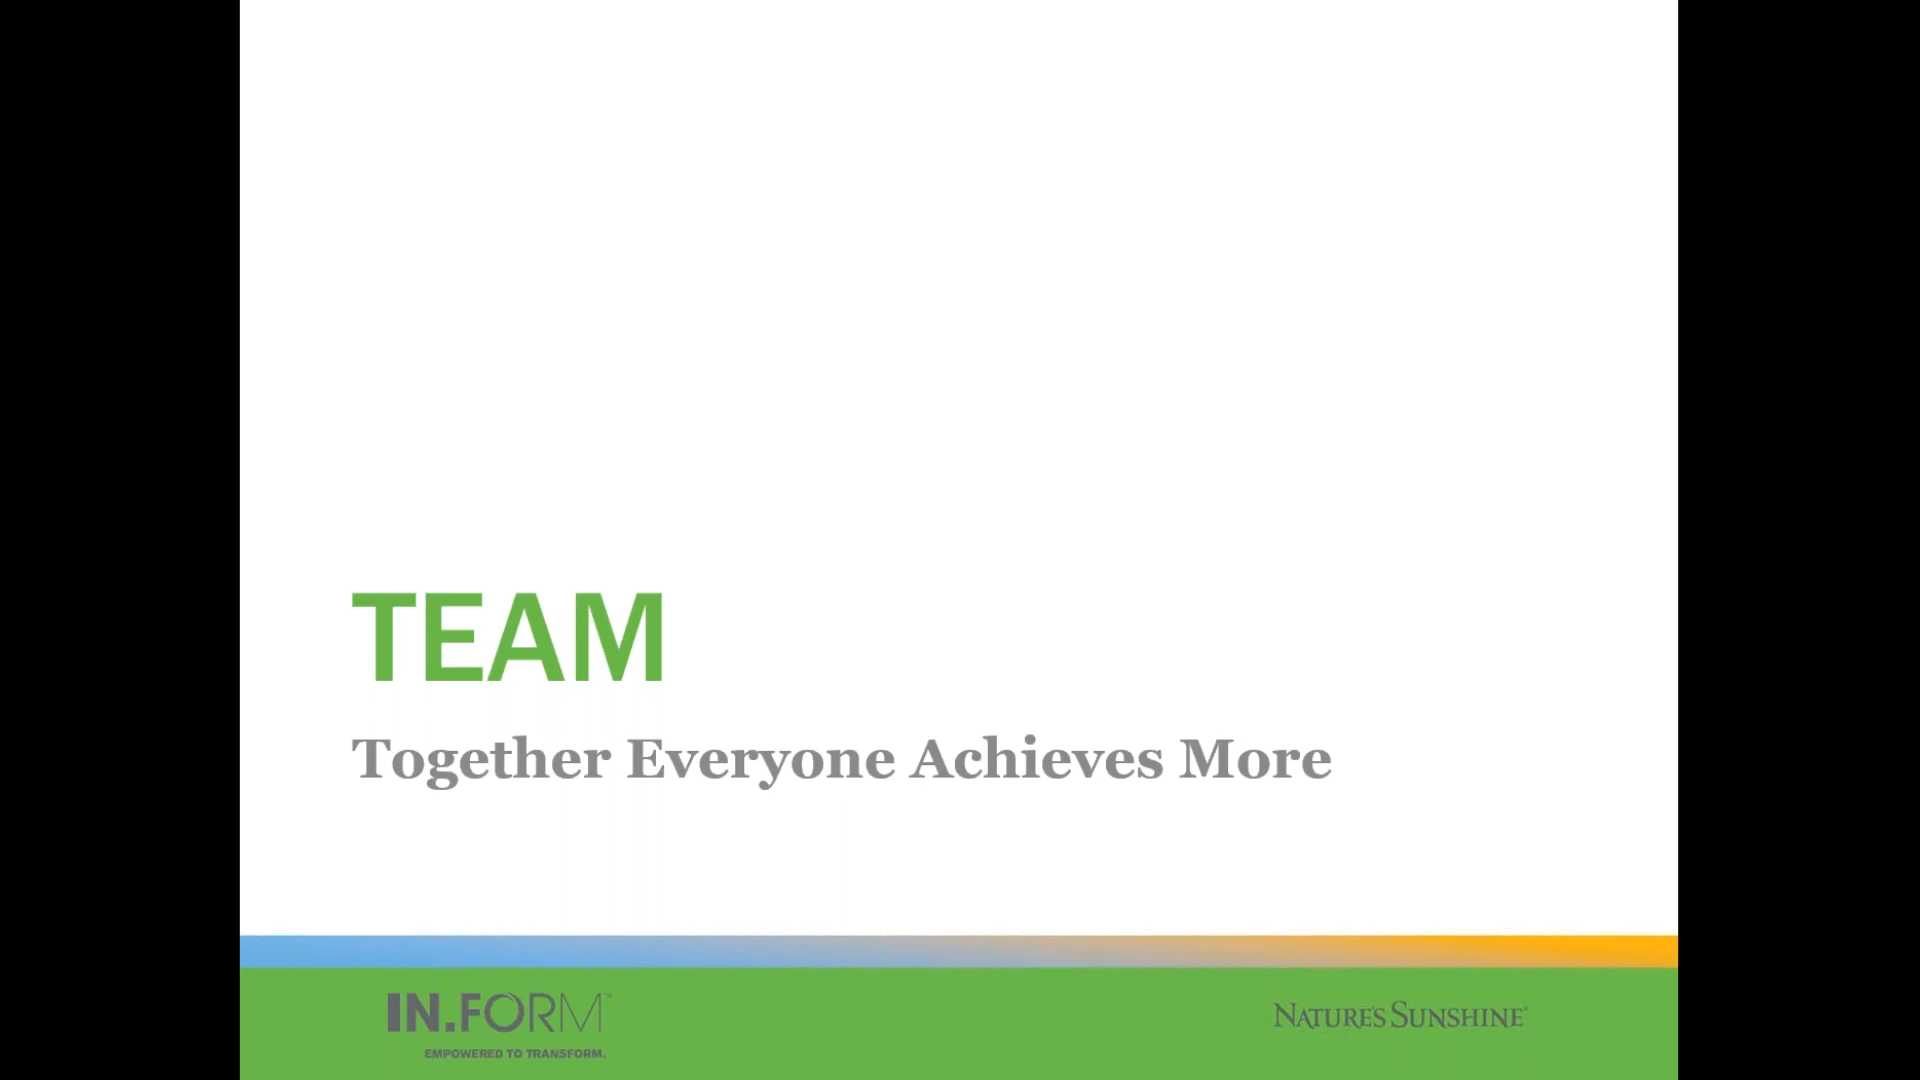 TEAM
Together Everyone Achieves More
IN.FORM™
EMPOWERED TO TRANSFORM.
NATURE'S SUNSHINE®